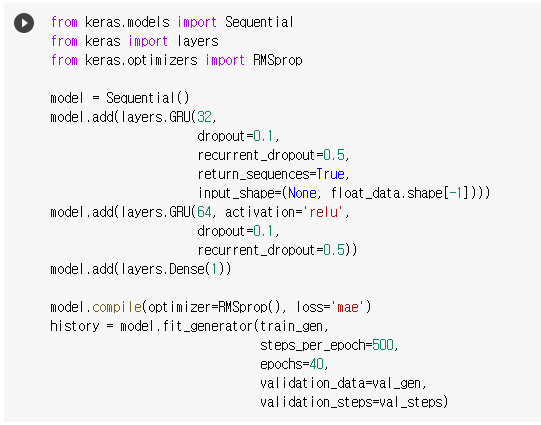 from keras.models import Sequential
from keras import layers
from keras.optimizers import RMSprop
model = Sequential()
model.add(layers.GRU(32,
dropout=0.1,
recurrent_dropout=0.5,
return_sequences=True,
input_shape=(None, float_data.shape[-1])))
model.add(layers.GRU(64, activation='relu',
dropout=0.1,
recurrent_dropout=0.5))
model.add(layers.Dense(1))
model.compile(optimizer=RMSprop(), loss='mae')
history = model.fit_generator(train_gen,
steps_per_epoch=500,
epochs=40,
validation_data=val_gen,
validation_steps=val_steps)